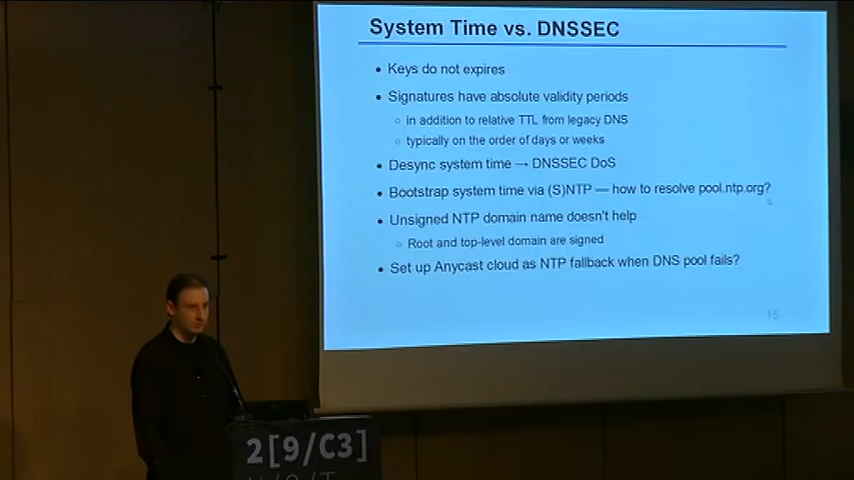 System Time vs. DNSSEC
• Keys do not expires
• Signatures have absolute validity periods
○ in addition to relative TTL from legacy DNS
○ typically on the order of days or weeks
• Desync system time → DNSSEC DoS
• Bootstrap system time via (S)NTP — how to resolve pool.ntp.org?
• Unsigned NTP domain name doesn't help
○ Root and top-level domain are signed
• Set up Anycast cloud as NTP fallback when DNS pool fails?
15
2[9/C3]